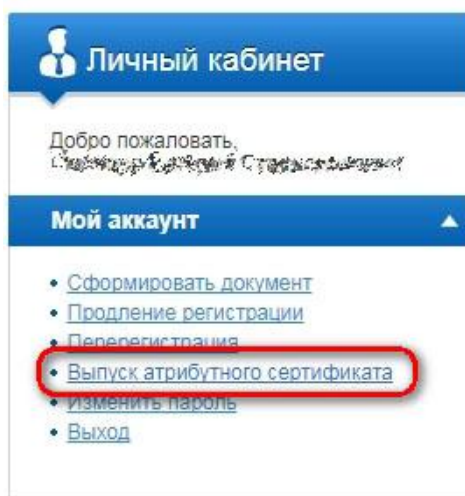 Личный кабинет
Добро пожаловать,
Мой аккаунт
Сформировать документ
Продление регистрации
Перерегистрация
Выпуск атрибутного сертификата
Изменить пароль
Выход